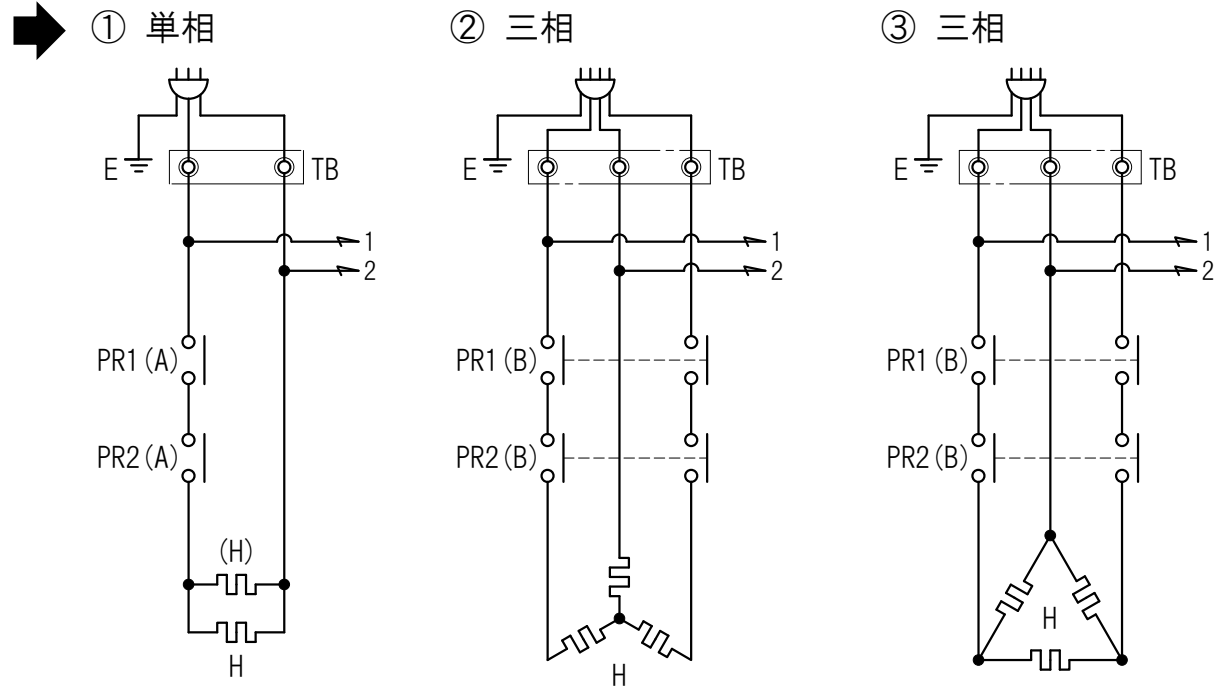 ① 単相
② 三相
③ 三相
E
TB
E
TB
E
TB
1
2
1
2
1
2
PR1(A)
PR1(B)
PR1(B)
PR2(A)
PR2(B)
PR2(B)
(H)
H
H
H